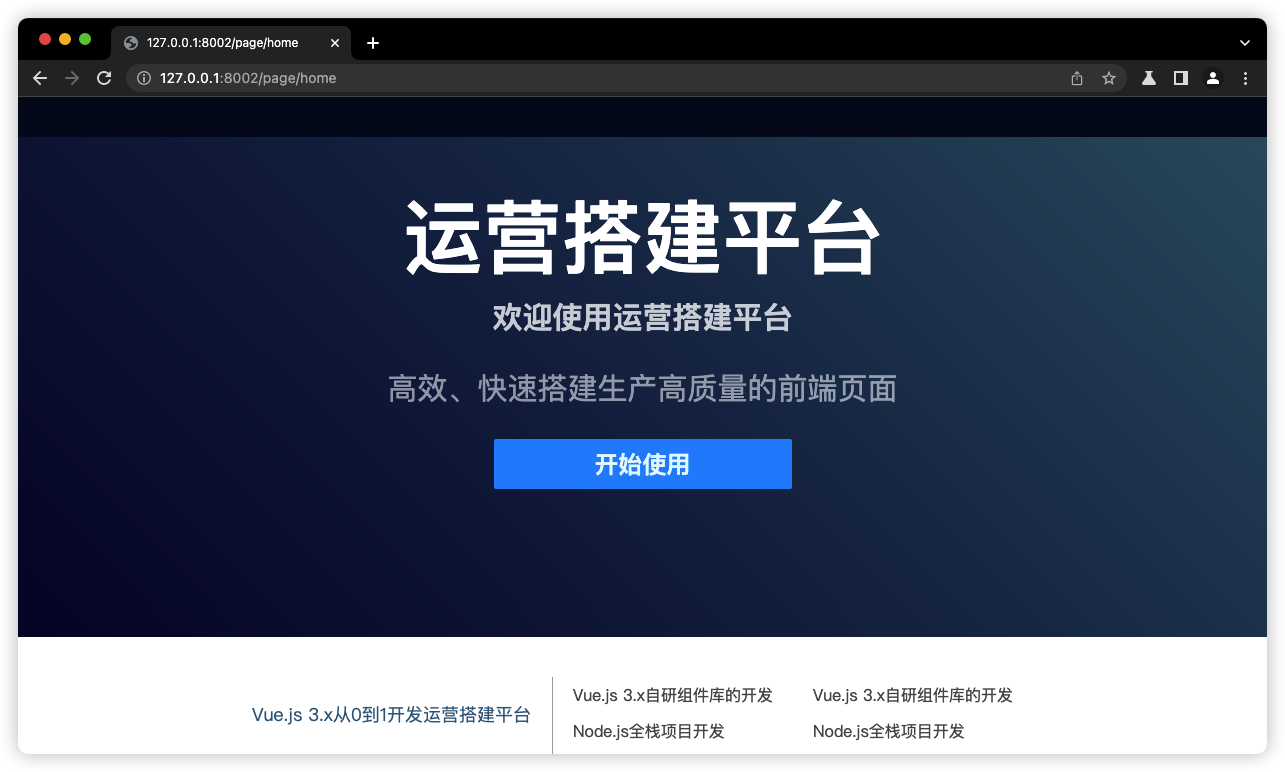 127.0.0.1:8002/page/home
127.0.0.1:8002/page/home
运营搭建平台
欢迎使用运营搭建平台
高效、快速搭建生产高质量的前端页面
开始使用
Vue.js 3.x从0到1开发运营搭建平台
Vue.js 3.x自研组件库的开发
Node.js全栈项目开发
Vue.js 3.x自研组件库的开发
Node.js全栈项目开发